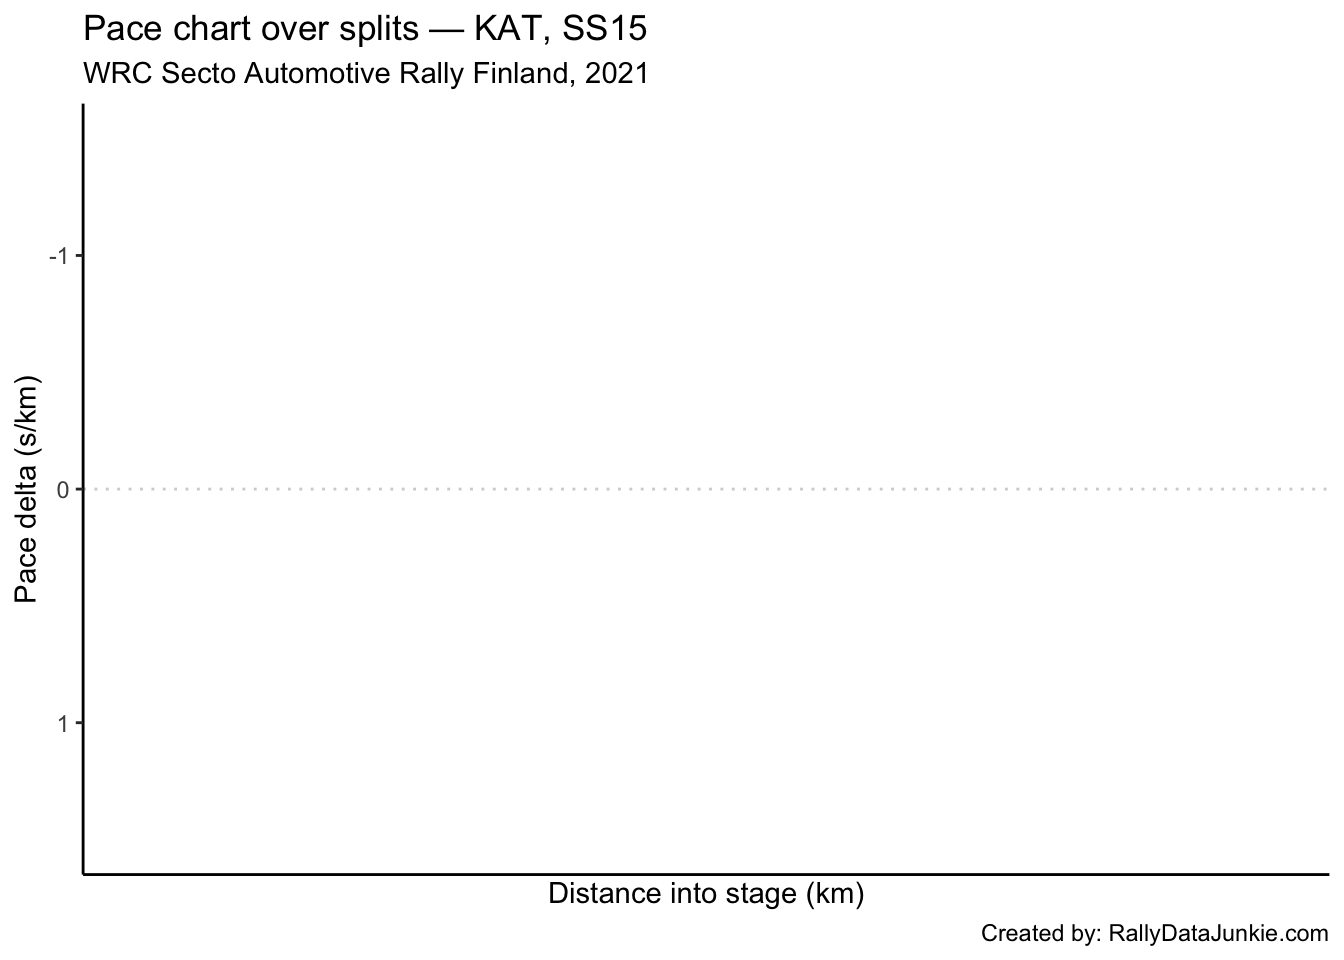 Pace chart over splits — KAT, SS15
WRC Secto Automotive Rally Finland, 2021
-1
0
1
Pace delta (s/km)
Distance into stage (km)
Created by: RallyDataJunkie.com